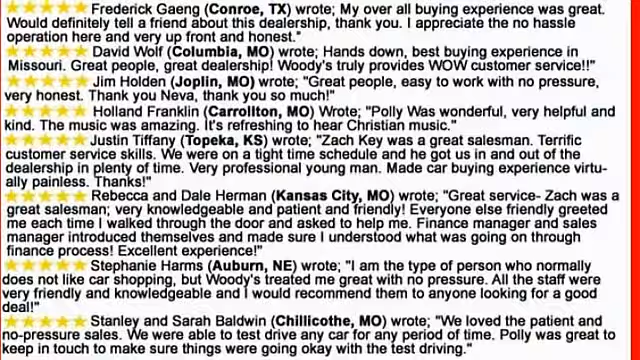 Frederick Gaeng (Conroe, TX) wrote; My over all buying experience was great.
Would definitely tell a friend about this dealership, thank you. I appreciate the no hassle
operation here and very up front and honest."
David Wolf (Columbia, MO) wrote; Hands down, best buying experience in
Missouri. Great people, great dealership! Woody's truly provides WOW customer service!!"
Jim Holden (Joplin, MO) wrote; "Great people, easy to work with no pressure,
very honest. Thank you Neva, thank you so much!"
Holland Franklin (Carrollton, MO) Wrote; "Polly Was wonderful, very helpful and
kind. The music was amazing. It's refreshing to hear Christian music."
Justin Tiffany (Topeka, KS) wrote; "Zach Key was a great salesman. Terrific
customer service skills. We were on a tight time schedule and he got us in and out of the
dealership in plenty of time. Very professional young man. Made car buying experience virtu-
ally painless. Thanks!"
Rebecca and Dale Herman (Kansas City, MO) wrote; "Great service- Zach was a
great salesman; very knowledgeable and patient and friendly! Everyone else friendly greeted
me each time I walked through the door and asked to help me. Finance manager and sales
manager introduced themselves and made sure I understood what was going on through
finance process! Excellent experience!"
Stephanie Harms (Auburn, NE) wrote; "I am the type of person who normally
does not like car shopping, but Woody's treated me great with no pressure. All the staff were
very friendly and knowledgeable and I would recommend them to anyone looking for a good
deal!"
Stanley and Sarah Baldwin (Chillicothe, MO) wrote; "We loved the patient and
no-pressure sales. We were able to test drive any car for any period of time. Polly was great to
keep in touch to make sure things were going okay with the test driving."